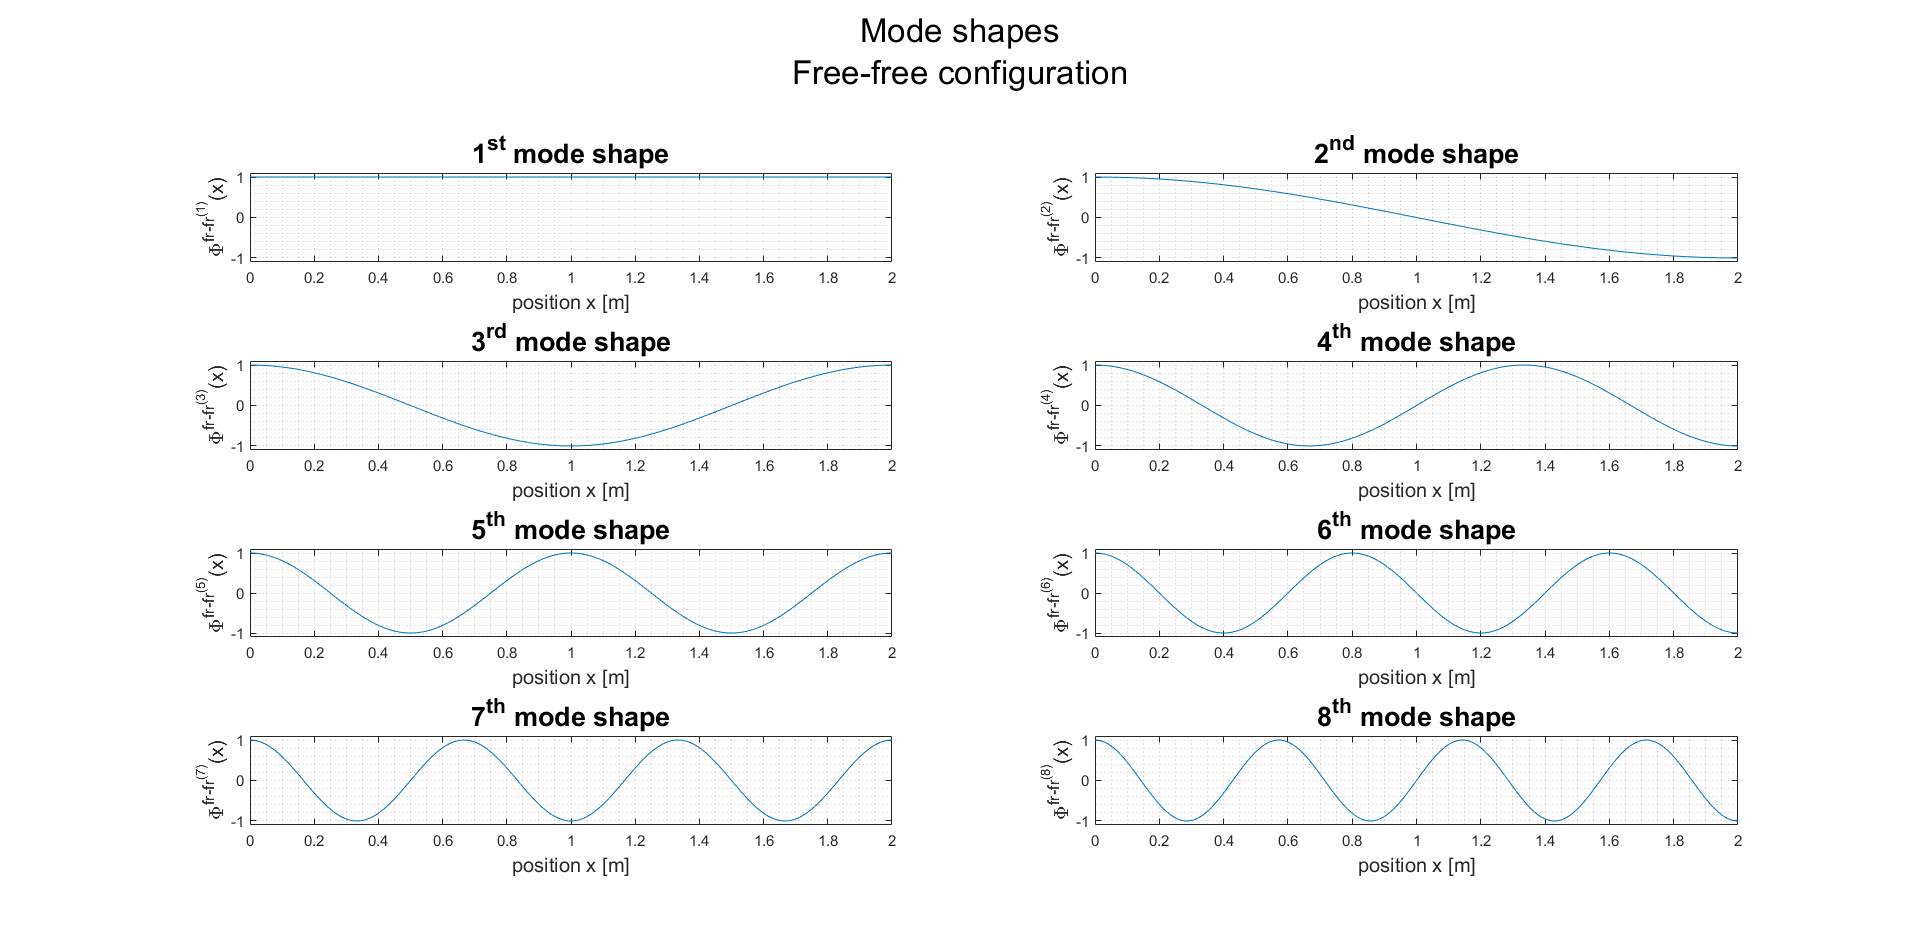 Mode shapes
Free-free configuration
1st mode shape
Φfr-fr(1)(x)
1
0
-1
0 0.2 0.4 0.6 0.8 1 1.2 1.4 1.6 1.8 2
position x [m]
2nd mode shape
Φfr-fr(2)(x)
1
0
-1
0 0.2 0.4 0.6 0.8 1 1.2 1.4 1.6 1.8 2
position x [m]
3rd mode shape
Φfr-fr(3)(x)
1
0
-1
0 0.2 0.4 0.6 0.8 1 1.2 1.4 1.6 1.8 2
position x [m]
4th mode shape
Φfr-fr(4)(x)
1
0
-1
0 0.2 0.4 0.6 0.8 1 1.2 1.4 1.6 1.8 2
position x [m]
5th mode shape
Φfr-fr(5)(x)
1
0
-1
0 0.2 0.4 0.6 0.8 1 1.2 1.4 1.6 1.8 2
position x [m]
6th mode shape
Φfr-fr(6)(x)
1
0
-1
0 0.2 0.4 0.6 0.8 1 1.2 1.4 1.6 1.8 2
position x [m]
7th mode shape
Φfr-fr(7)(x)
1
0
-1
0 0.2 0.4 0.6 0.8 1 1.2 1.4 1.6 1.8 2
position x [m]
8th mode shape
Φfr-fr(8)(x)
1
0
-1
0 0.2 0.4 0.6 0.8 1 1.2 1.4 1.6 1.8 2
position x [m]